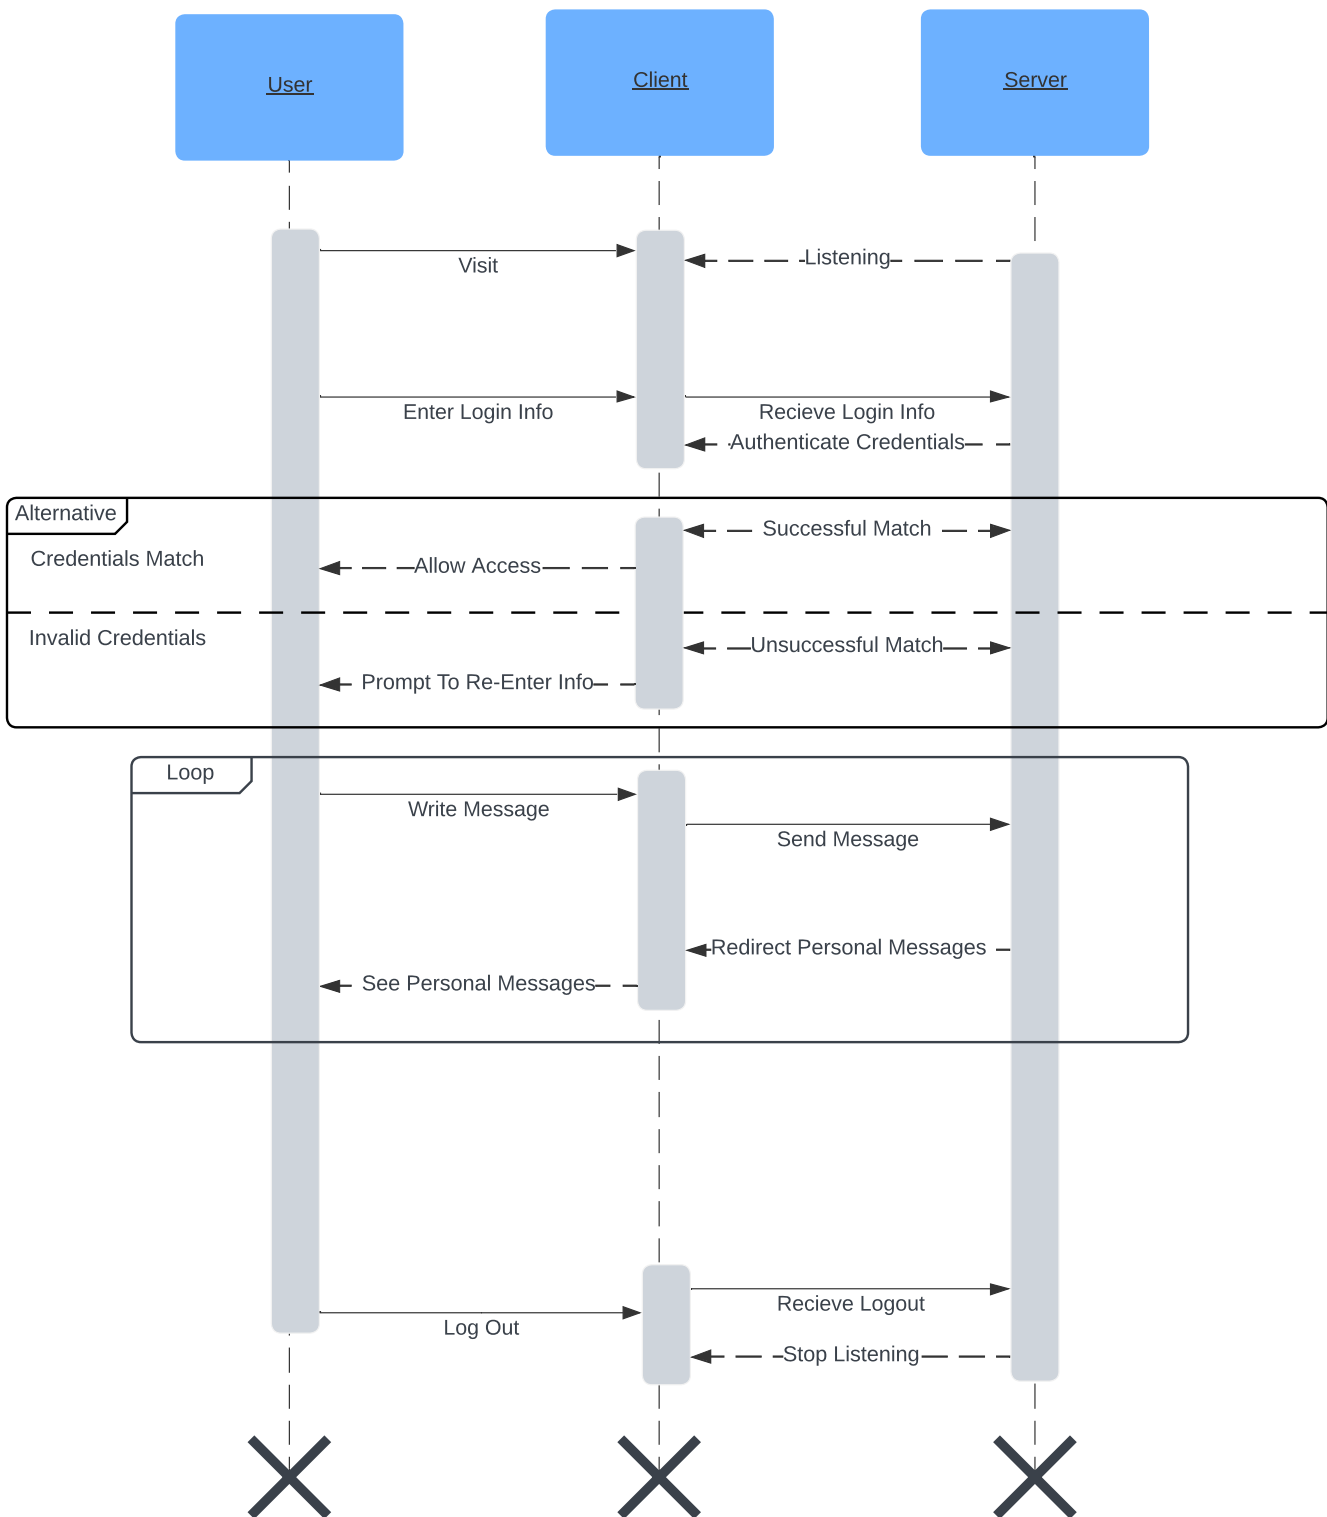 User
Client
Server
Visit
Listening
Enter Login Info
Recieve Login Info
Authenticate Credentials
Alternative
Successful Match
Credentials Match
Allow Access
Invalid Credentials
Unsuccessful Match
Prompt To Re-Enter Info
Loop
Write Message
Send Message
Redirect Personal Messages
See Personal Messages
Recieve Logout
Log Out
Stop Listening